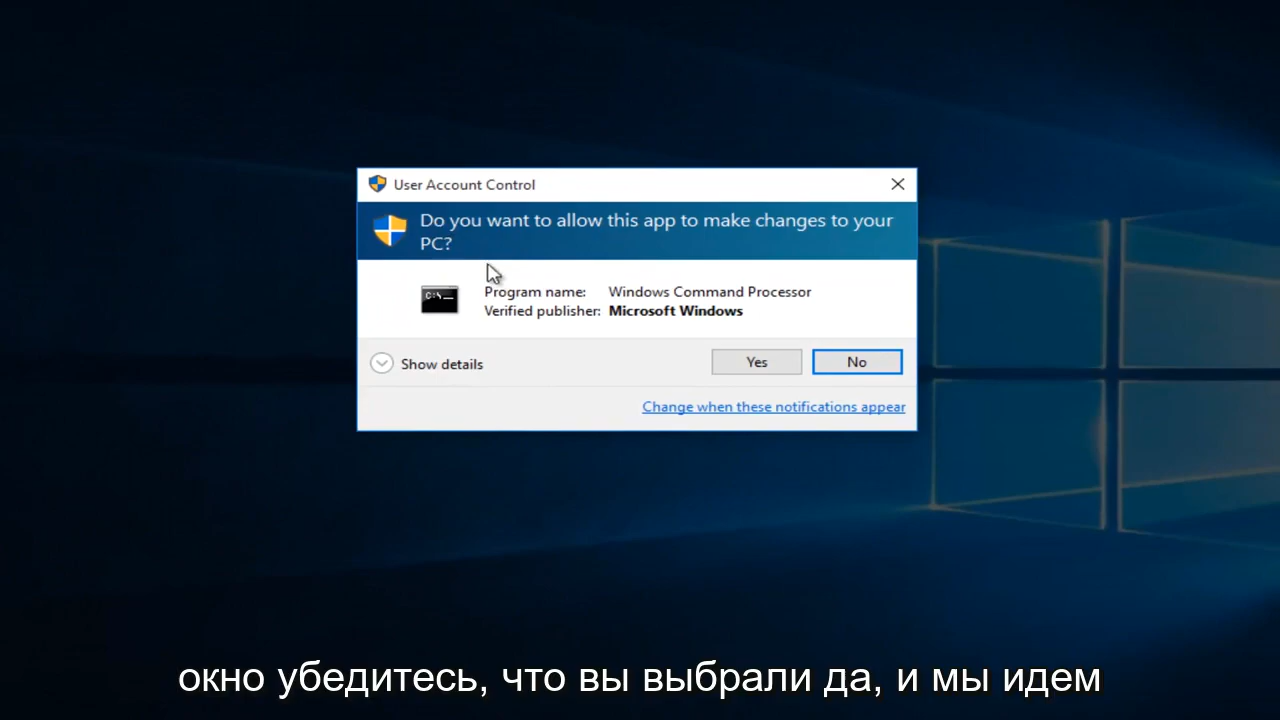 User Account Control
Do you want to allow this app to make changes to your
PC?
C:\_
Program name: Windows Command Processor
Verified publisher: Microsoft Windows
Show details
Yes
No
Change when these notifications appear
окно убедитесь, что вы выбрали да, и мы идем